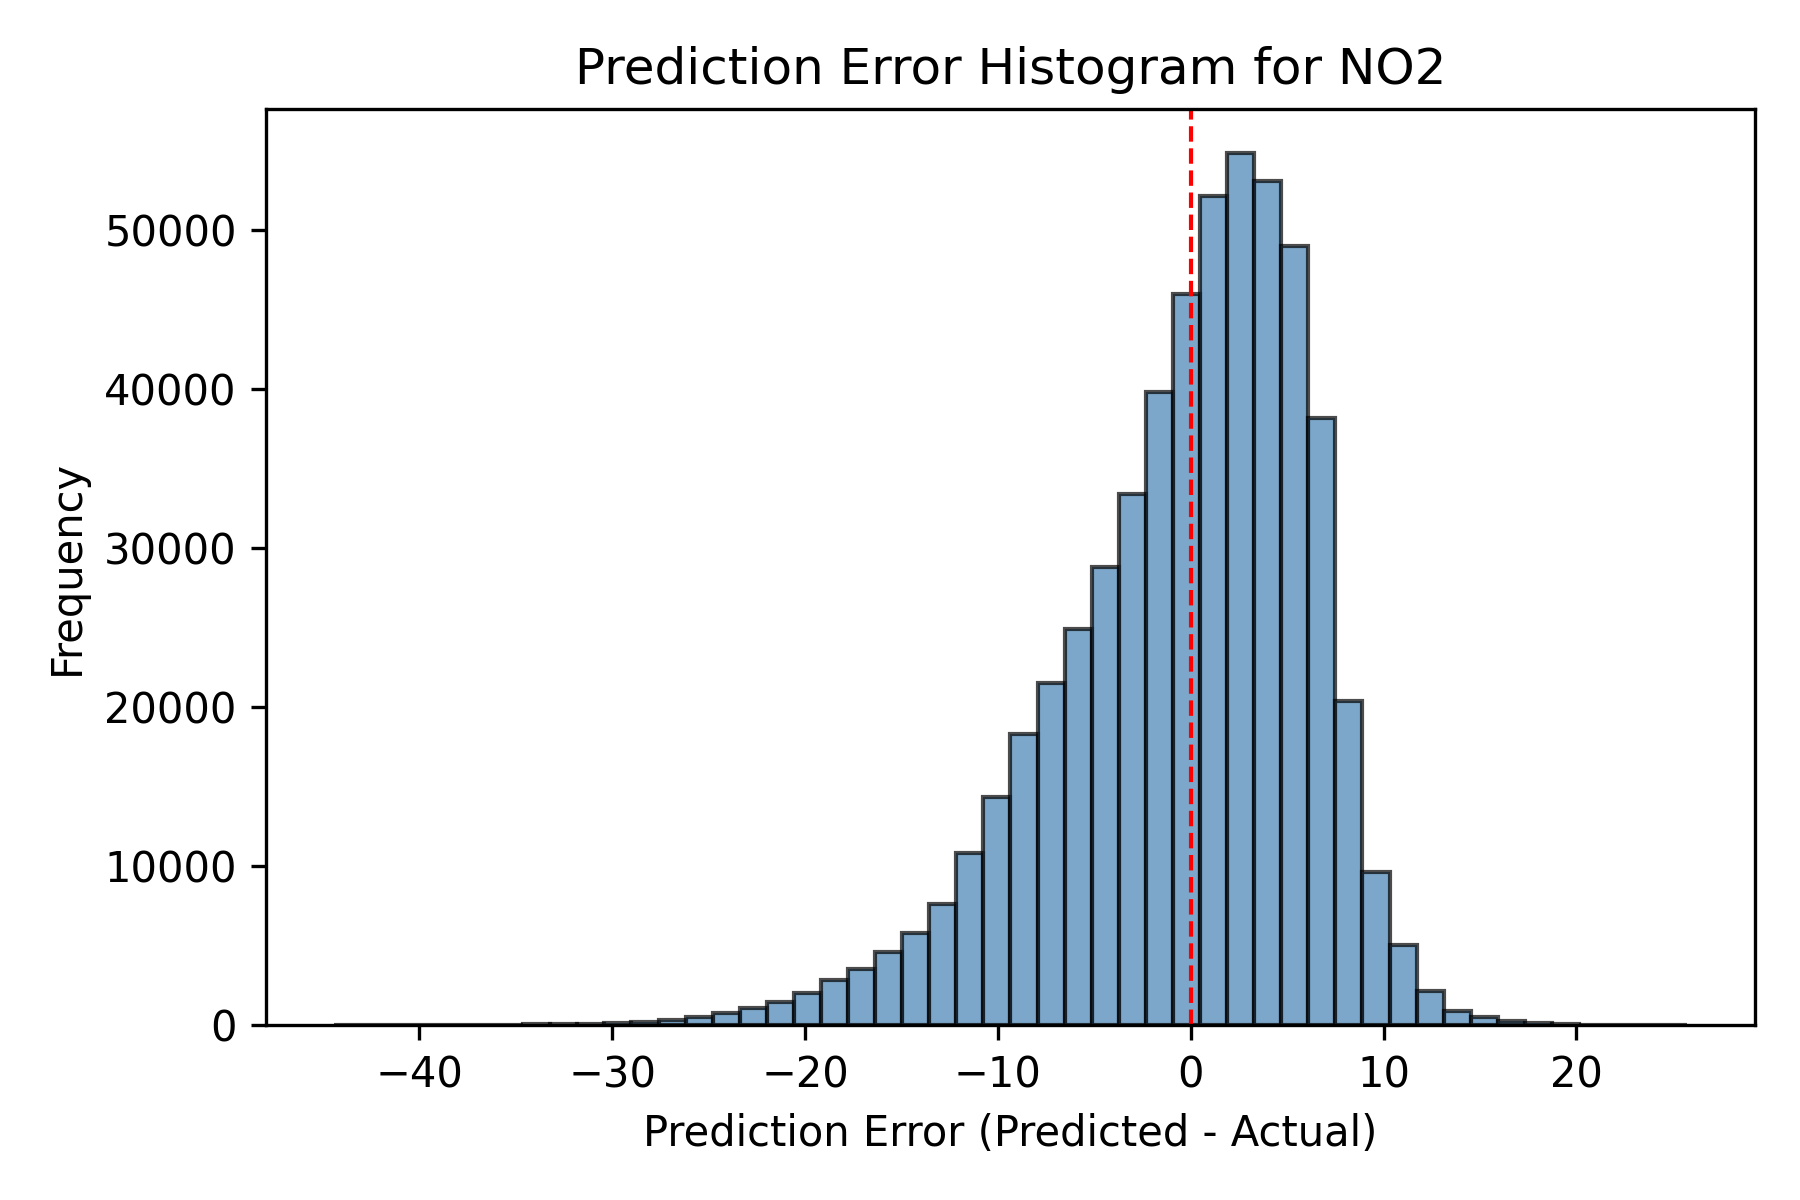 Prediction Error Histogram for NO2
Frequency
50000
40000
30000
20000
10000
0
−40 −30 −20 −10 0 10 20
Prediction Error (Predicted - Actual)